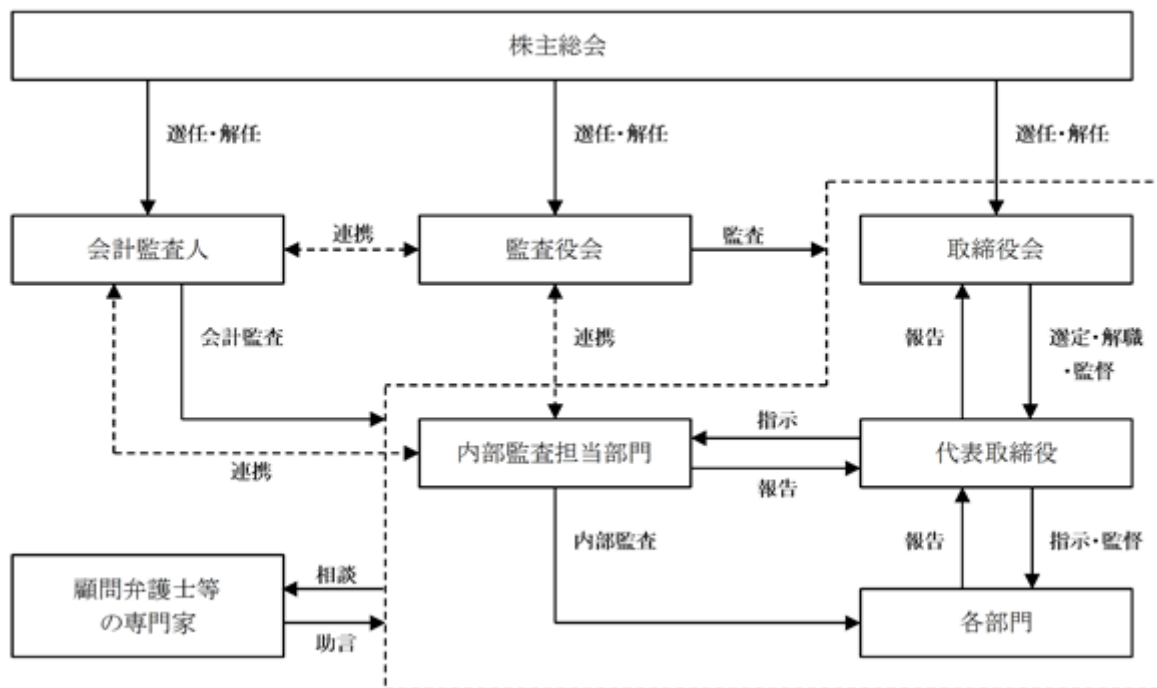 株主総会
選任・解任
選任・解任
選任・解任
会計監査人
連携
監査役会
監査
取締役会
会計監査
連携
報告
選定・解職
・監督
指示
内部監査担当部門
代表取締役
連携
報告
内部監査
報告
指示・監督
顧問弁護士等
の専門家
相談
助言
各部門